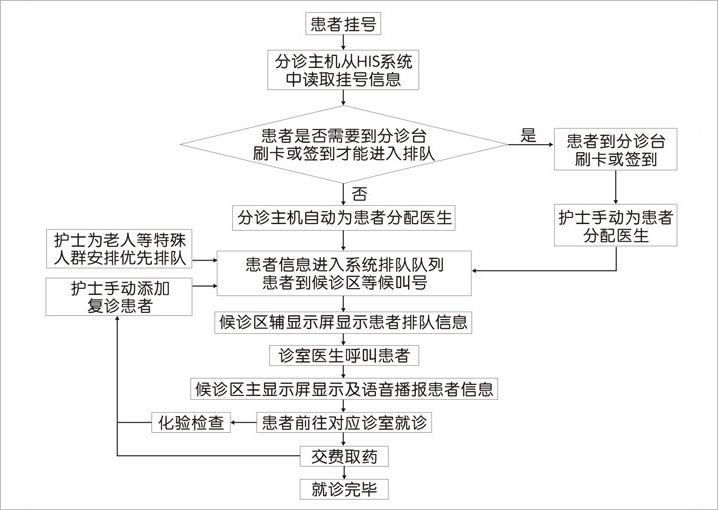 患者挂号
分诊主机从HIS系统
中读取挂号信息
患者是否需要到分诊台
刷卡或签到才能进入排队
是
患者到分诊台
刷卡或签到
否
分诊主机自动为患者分配医生
护士手动为患者
分配医生
护士为老人等特殊
人群安排优先排队
患者信息进入系统排队队列
患者到候诊区等候叫号
护士手动添加
复诊患者
候诊区辅显示屏显示患者排队信息
诊室医生呼叫患者
候诊区主显示屏显示及语音播报患者信息
化验检查
患者前往对应诊室就诊
交费取药
就诊完毕